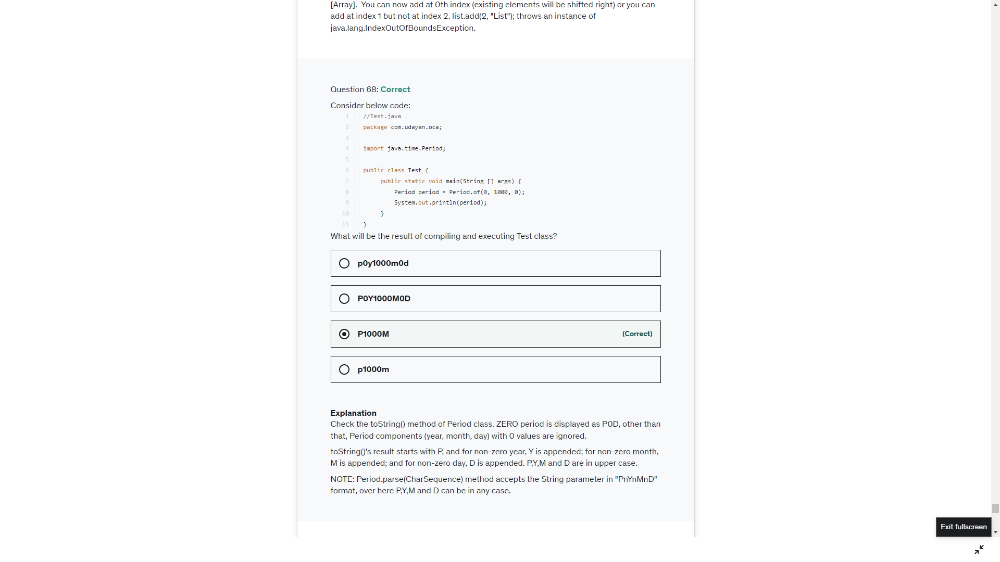 [Array].  You can now add at 0th index (existing elements will be shifted right) or you can
add at index 1 but not at index 2. list.add(2, "List"); throws an instance of
java.lang.IndexOutOfBoundsException.
Question 68: Correct
Consider below code:
1 //Test.java
2 package com.udayan.oca;
3
4 import java.time.Period;
5
6 public class Test {
7 public static void main(String [] args) {
8 Period period = Period.of(0, 1000, 0);
9 System.out.println(period);
10 }
11 }
What will be the result of compiling and executing Test class?
p0y1000m0d
P0Y1000M0D
P1000M (Correct)
p1000m
Explanation
Check the toString() method of Period class. ZERO period is displayed as P0D, other than
that, Period components (year, month, day) with 0 values are ignored.
toString()'s result starts with P, and for non-zero year, Y is appended; for non-zero month,
M is appended; and for non-zero day, D is appended. P,Y,M and D are in upper case.
NOTE: Period.parse(CharSequence) method accepts the String parameter in "PnYnMnD"
format, over here P,Y,M and D can be in any case.
Exit fullscreen